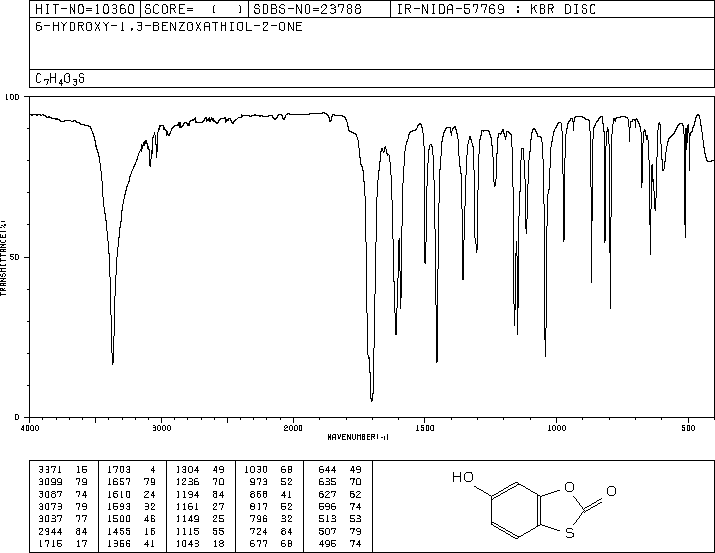 HIT-NO=10360 SCORE= ( ) SDBS-NO=23788 IR-NIDA-57769 : KBR DISC
6-HYDROXY-1,3-BENZOXATHIOL-2-ONE
C7H4O3S
100
50
0
TRANSMITTANCE(%)
4000 3000 2000 1500 1000 500
WAVENUMBER(-1)
3371 16 1703 4 1304 49 1030 68 644 49
3099 79 1657 79 1236 70 973 52 635 70
3087 74 1610 24 1194 84 868 41 627 62
3073 79 1593 32 1161 27 817 52 596 74
3037 77 1500 46 1149 25 796 32 513 53
2944 84 1455 16 1115 55 724 84 507 79
1716 17 1356 41 1043 18 677 68 495 74
HO
O
O
S